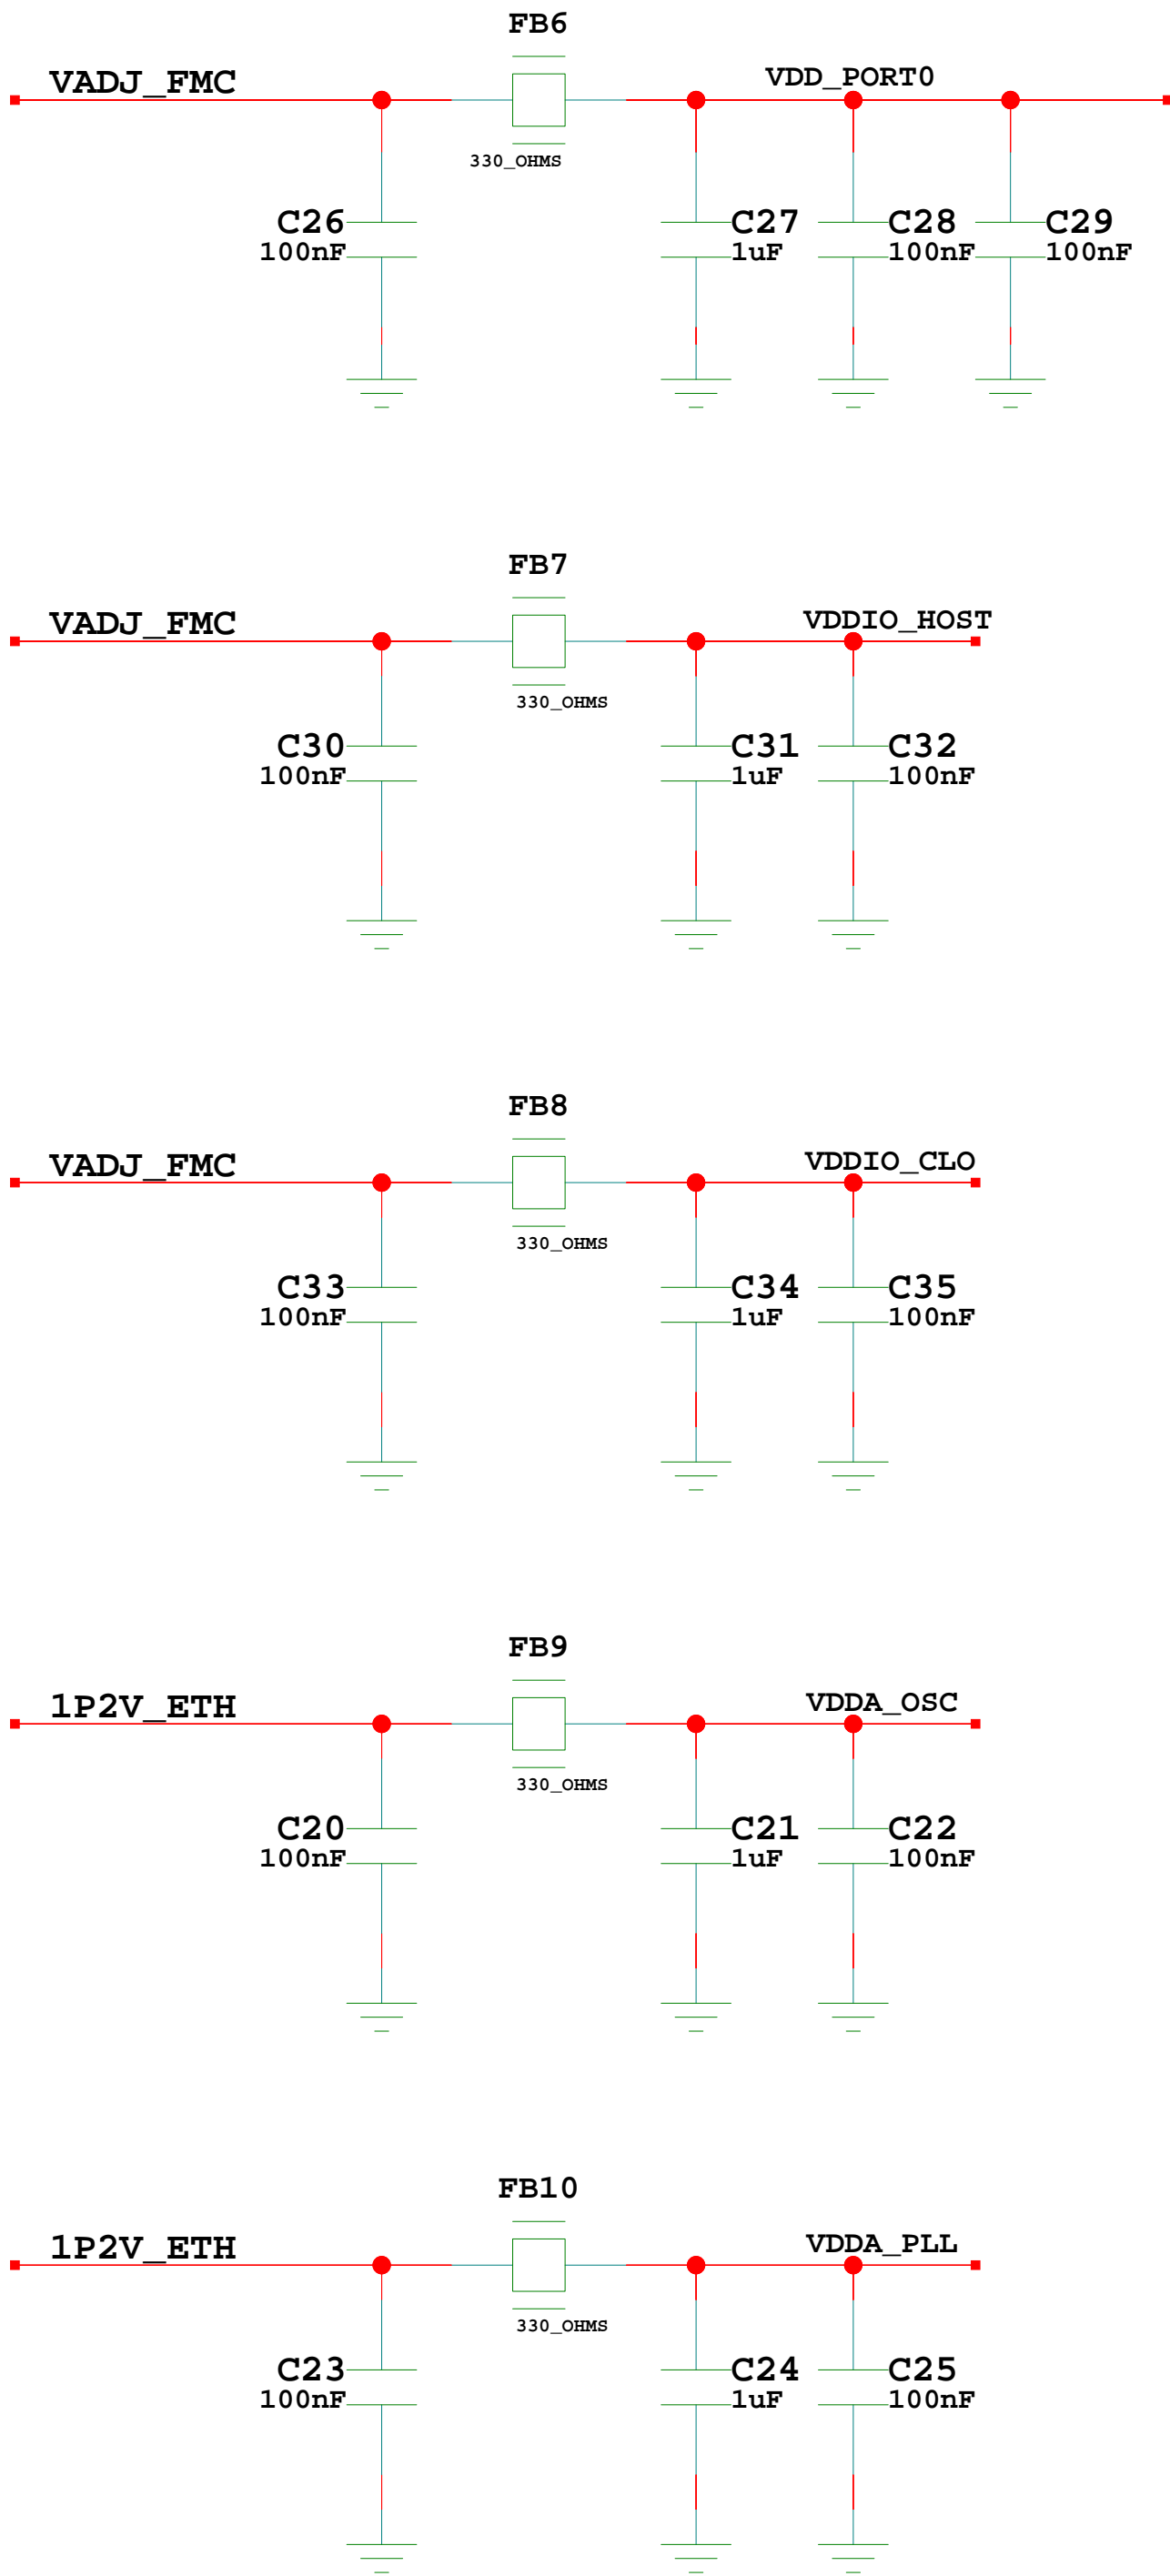 FB6
VADJ_FMC
VDD_PORT0
330_OHMS
C26
100nF
C27
1uF
C28
100nF
C29
100nF
FB7
VADJ_FMC
VDDIO_HOST
330_OHMS
C30
100nF
C31
1uF
C32
100nF
FB8
VADJ_FMC
VDDIO_CLO
330_OHMS
C33
100nF
C34
1uF
C35
100nF
FB9
1P2V_ETH
VDDA_OSC
330_OHMS
C20
100nF
C21
1uF
C22
100nF
FB10
1P2V_ETH
VDDA_PLL
330_OHMS
C23
100nF
C24
1uF
C25
100nF